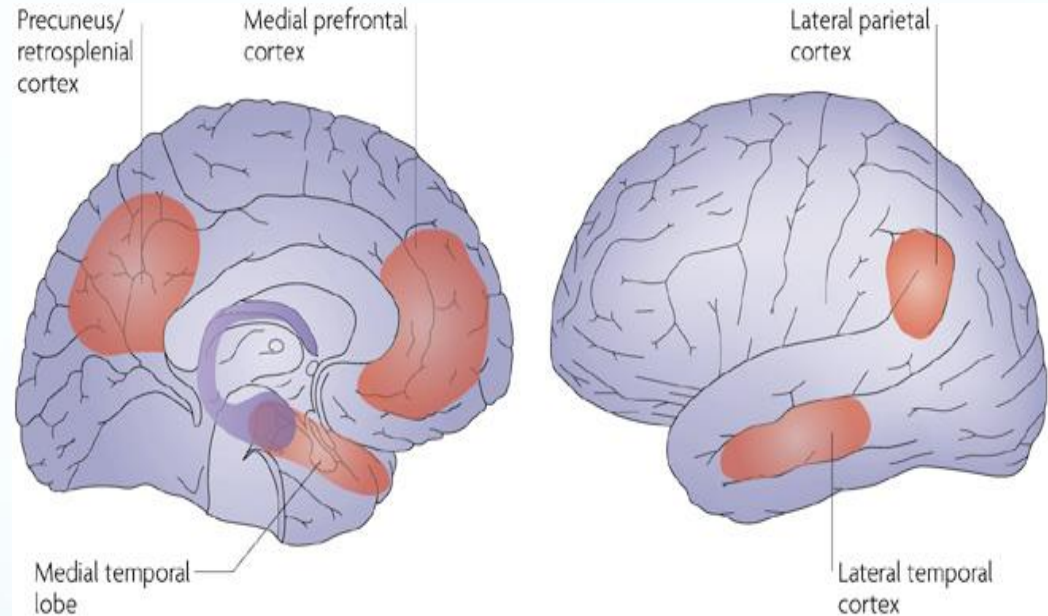 Precuneus/
retrosplenial
cortex
Medial prefrontal
cortex
Lateral parietal
cortex
Medial temporal
lobe
Lateral temporal
cortex